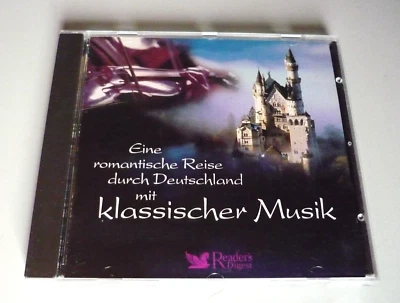 Eine
romantische Reise
durch Deutschland
mit
klassischer Musik
Reader's
Digest